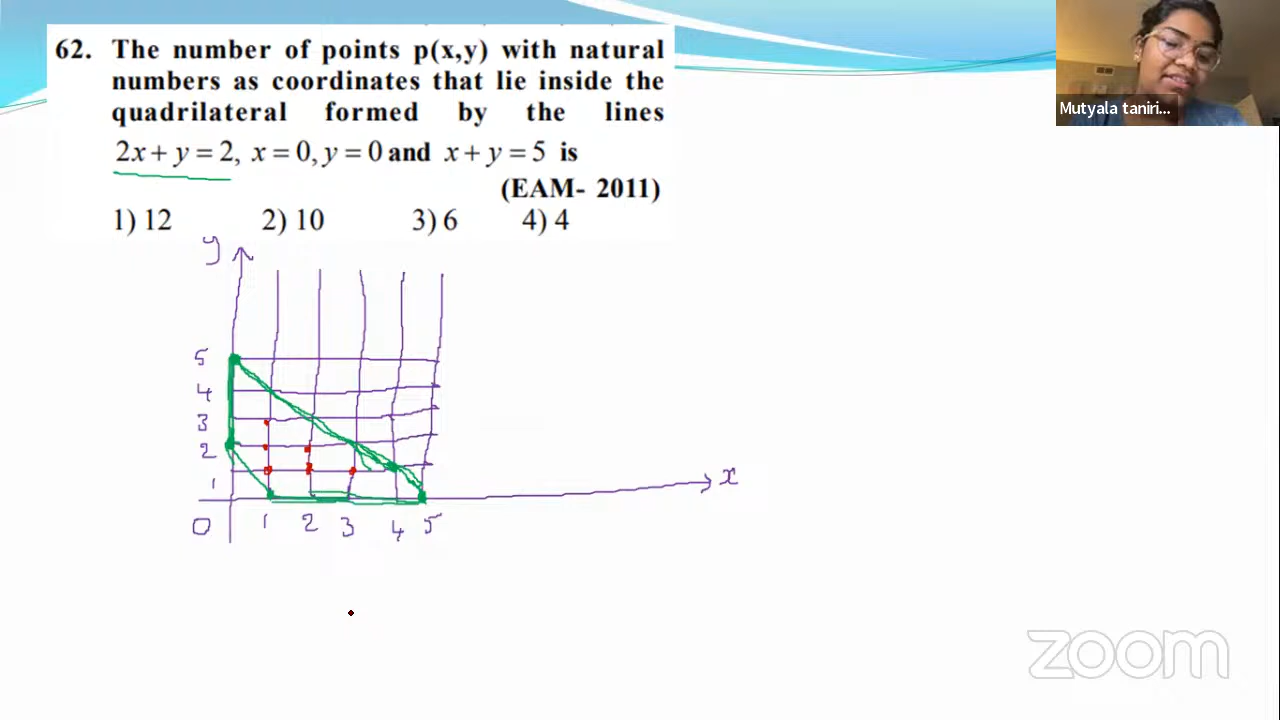 62. The number of points p(x,y) with natural
numbers as coordinates that lie inside the
quadrilateral formed by the lines
2x + y = 2, x = 0, y = 0 and x + y = 5 is
(EAM- 2011)
1) 12 2) 10 3) 6 4) 4
Mutyala taniri...
y
5
4
3
2
1
x
0 1 2 3 4 5
zoom